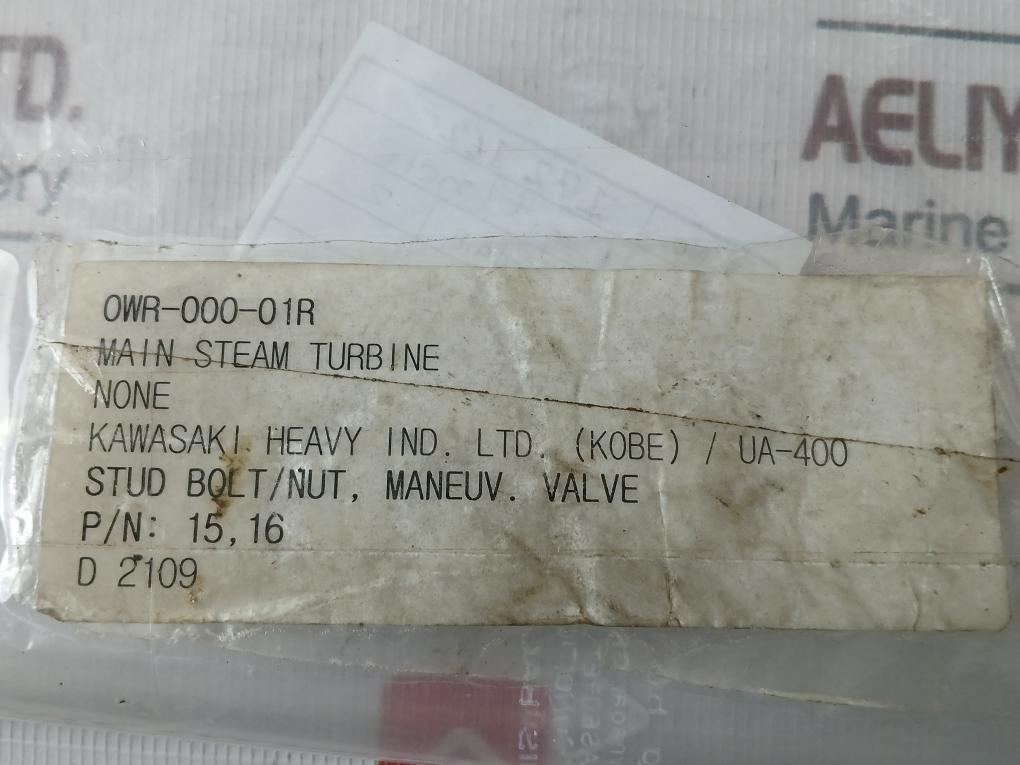 TD.
AELIY
Marine
OWR-000-01R
MAIN STEAM TURBINE
NONE
KAWASAKI HEAVY IND. LTD. (KOBE) / UA-400
STUD BOLT/NUT, MANEUV. VALVE
P/N: 15,16
D 2109